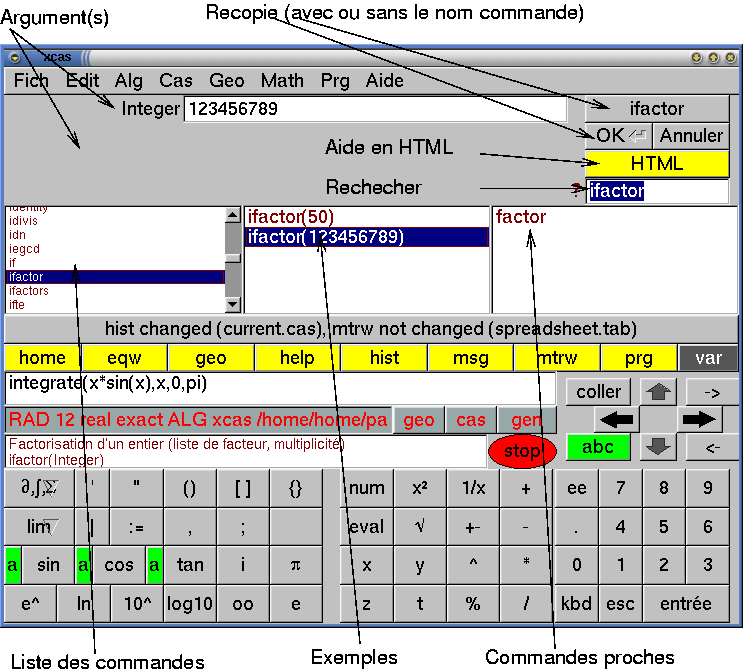 Argument(s)
Recopie (avec ou sans le nom commande)
xcas
Fich Edit Alg Cas Geo Math Prg Aide
Integer 123456789 ifactor
OK Annuler
Aide en HTML HTML
Rechecher ? ifactor
identity
idivis
idn
iegcd
if
ifactor
ifactors
ifte
ifactor(50)
ifactor(123456789)
factor
hist changed (current.cas), mtrw not changed (spreadsheet.tab)
home eqw geo help hist msg mtrw prg var
integrate(x*sin(x),x,0,pi)
coller ->
RAD 12 real exact ALG xcas /home/home/pa geo cas gen
Factorisation d'un entier (liste de facteur, multiplicité)
ifactor(Integer)
stop abc <-
∂,∫,Σ ' " () [ ] {} num x² 1/x + ee 7 8 9
lim | := , ; eval √ +- - . 4 5 6
a sin a cos a tan i π x y ^ * 0 1 2 3
e^ ln 10^ log10 oo e z t % / kbd esc entrée
Liste des commandes
Exemples
Commandes proches